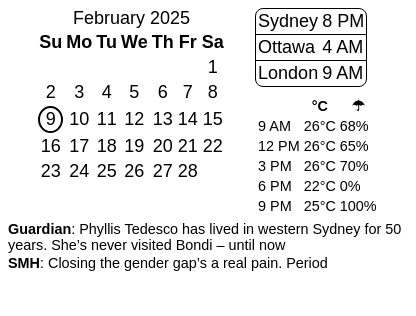 February 2025
Su Mo Tu We Th Fr Sa
1
2 3 4 5 6 7 8
9 10 11 12 13 14 15
16 17 18 19 20 21 22
23 24 25 26 27 28
Sydney 8 PM
Ottawa 4 AM
London 9 AM
°C ☂
9 AM 26°C 68%
12 PM 26°C 65%
3 PM 26°C 70%
6 PM 22°C 0%
9 PM 25°C 100%
Guardian: Phyllis Tedesco has lived in western Sydney for 50
years. She’s never visited Bondi – until now
SMH: Closing the gender gap’s a real pain. Period